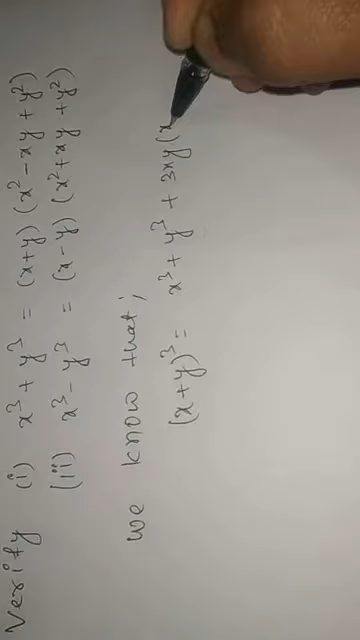 Verify (i) x³ + y³ = (x+y) (x² - xy + y²)
(ii) x³ - y³ = (x - y) (x² + xy + y²)
we know that;
(x+y)³ = x³ + y³ + 3xy(x